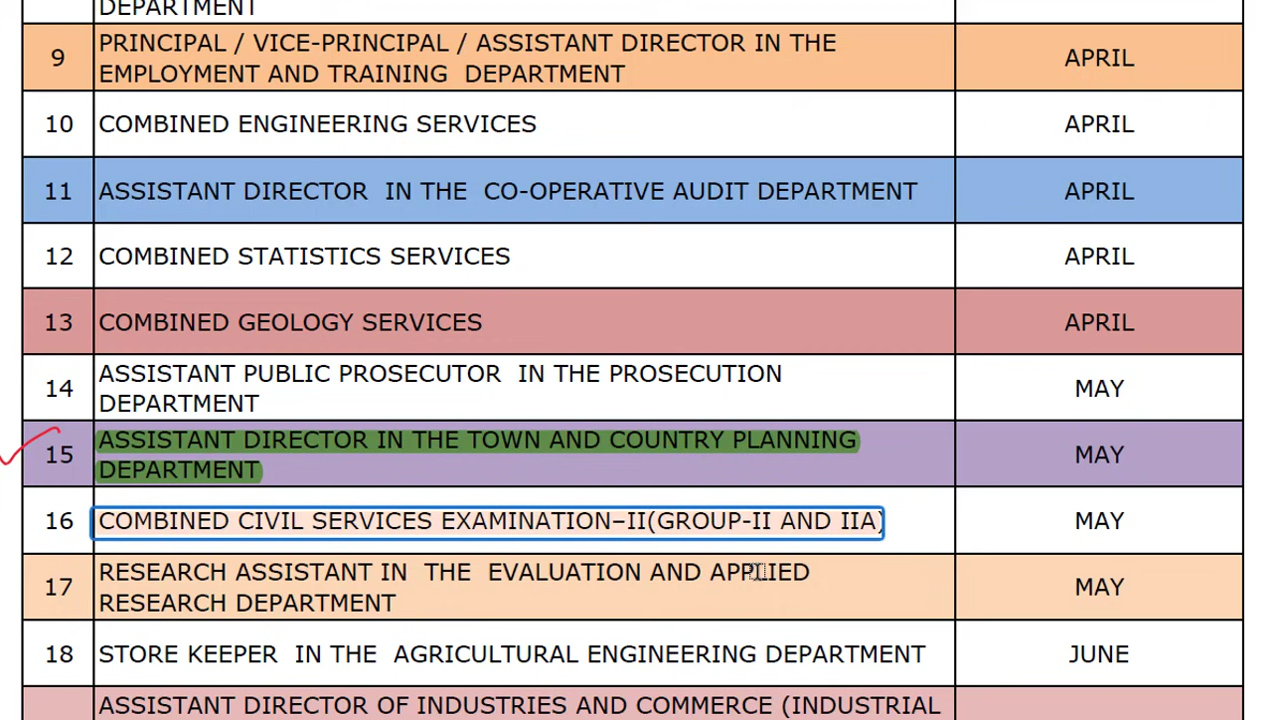 DEPARTMENT
9 PRINCIPAL / VICE-PRINCIPAL / ASSISTANT DIRECTOR IN THE APRIL
EMPLOYMENT AND TRAINING DEPARTMENT
10 COMBINED ENGINEERING SERVICES APRIL
11 ASSISTANT DIRECTOR IN THE CO-OPERATIVE AUDIT DEPARTMENT APRIL
12 COMBINED STATISTICS SERVICES APRIL
13 COMBINED GEOLOGY SERVICES APRIL
14 ASSISTANT PUBLIC PROSECUTOR IN THE PROSECUTION MAY
DEPARTMENT
15 ASSISTANT DIRECTOR IN THE TOWN AND COUNTRY PLANNING MAY
DEPARTMENT
16 COMBINED CIVIL SERVICES EXAMINATION–II(GROUP-II AND IIA) MAY
17 RESEARCH ASSISTANT IN THE EVALUATION AND APPLIED MAY
RESEARCH DEPARTMENT
18 STORE KEEPER IN THE AGRICULTURAL ENGINEERING DEPARTMENT JUNE
ASSISTANT DIRECTOR OF INDUSTRIES AND COMMERCE (INDUSTRIAL